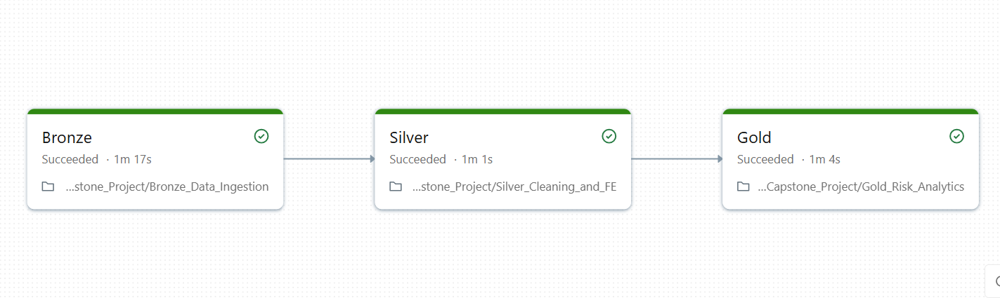 Bronze
Succeeded · 1m 17s
...stone_Project/Bronze_Data_Ingestion
Silver
Succeeded · 1m 1s
...stone_Project/Silver_Cleaning_and_FE
Gold
Succeeded · 1m 4s
...Capstone_Project/Gold_Risk_Analytics